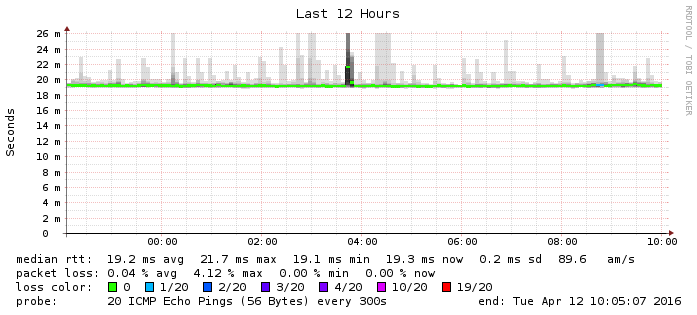 Last 12 Hours
RRDTOOL / TOBI OETIKER
Seconds
26 m
24 m
22 m
20 m
18 m
16 m
14 m
12 m
10 m
8 m
6 m
4 m
2 m
0
00:00 02:00 04:00 06:00 08:00 10:00
median rtt: 19.2 ms avg 21.7 ms max 19.1 ms min 19.3 ms now 0.2 ms sd 89.6 am/s
packet loss: 0.04 % avg 4.12 % max 0.00 % min 0.00 % now
loss color: 0 1/20 2/20 3/20 4/20 10/20 19/20
probe: 20 ICMP Echo Pings (56 Bytes) every 300s end: Tue Apr 12 10:05:07 2016